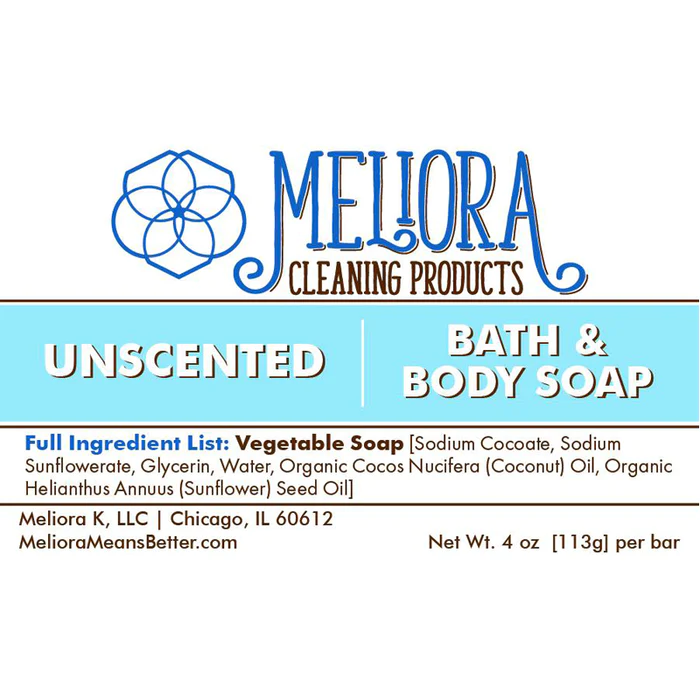 MELIORA
CLEANING PRODUCTS
UNSCENTED
BATH &
BODY SOAP
Full Ingredient List: Vegetable Soap [Sodium Cocoate, Sodium
Sunflowerate, Glycerin, Water, Organic Cocos Nucifera (Coconut) Oil, Organic
Helianthus Annuus (Sunflower) Seed Oil]
Meliora K, LLC | Chicago, IL 60612
MelioraMeansBetter.com
Net Wt. 4 oz [113g] per bar